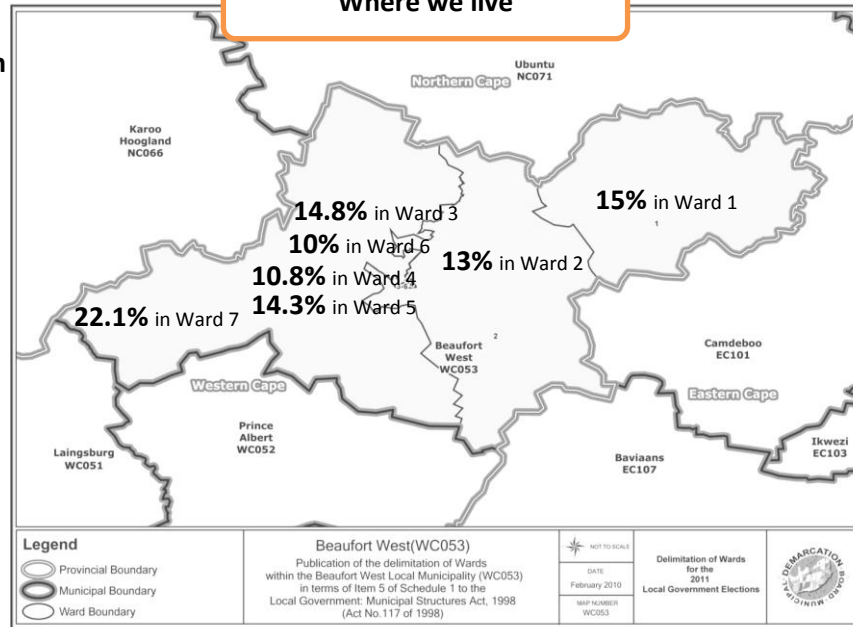 Where we live
n
Ubuntu
NC071
Northern Cape
Karoo
Hoogland
NC066
15% in Ward 1
1
14.8% in Ward 3
10% in Ward 6
13% in Ward 2
10.8% in Ward 4
14.3% in Ward 5
22.1% in Ward 7
2
Beaufort
West
WC053
Camdeboo
EC101
Western Cape
Eastern Cape
Prince
Albert
WC052
Laingsburg
WC051
Baviaans
EC107
Ikwezi
EC103
Legend
Provincial Boundary
Municipal Boundary
Ward Boundary
Beaufort West(WC053)
Publication of the delimitation of Wards
within the Beaufort West Local Municipality (WC053)
in terms of Item 5 of Schedule 1 to the
Local Government: Municipal Structures Act, 1998
(Act No.117 of 1998)
NOT TO SCALE
DATE
February 2010
MAP NUMBER
WC053
Delimitation of Wards
for the
2011
Local Government Elections
MUNICIPAL DEMARCATION BOARD